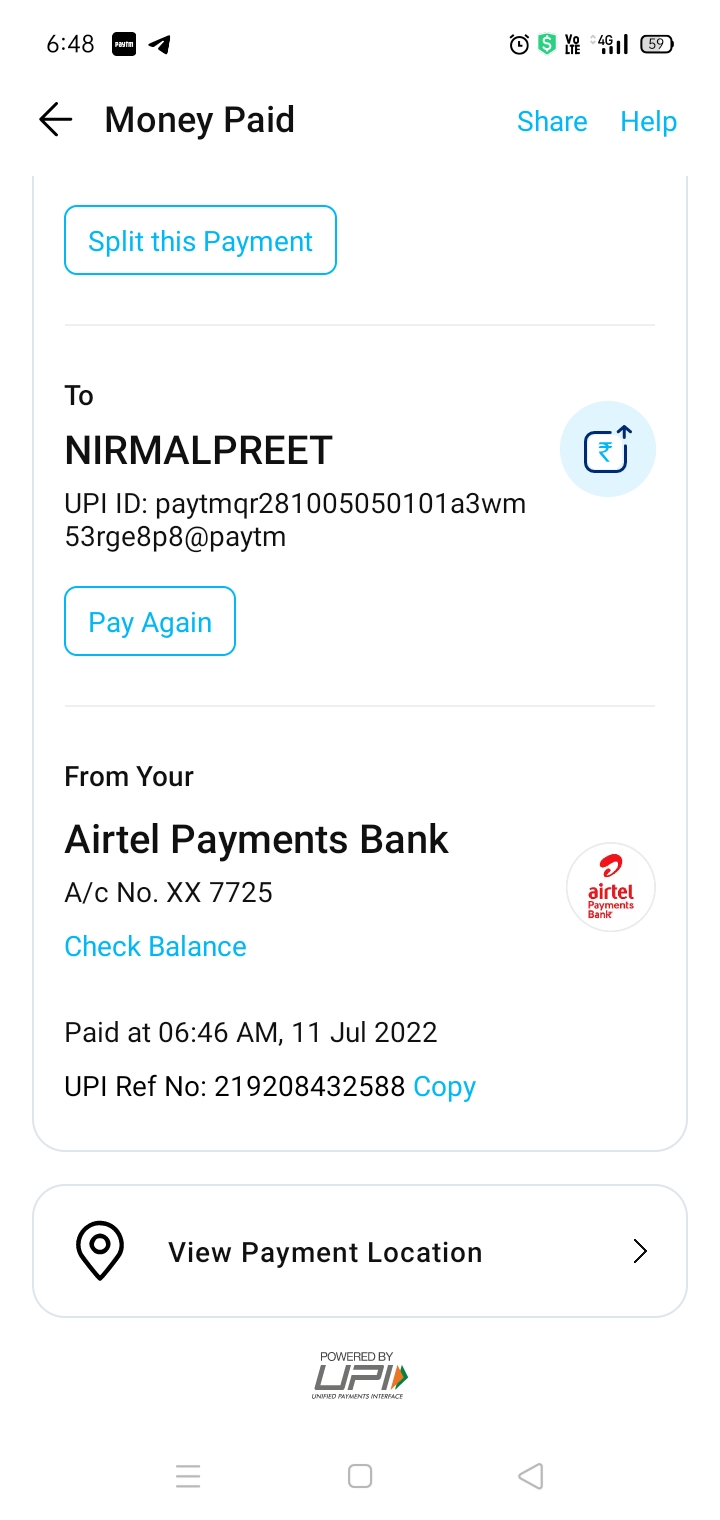 6:48 paytm Vo LTE 4G 59
Money Paid Share Help
Split this Payment
To
NIRMALPREET
UPI ID: paytmqr281005050101a3wm
53rge8p8@paytm
₹
Pay Again
From Your
Airtel Payments Bank
A/c No. XX 7725
airtel
Payments
Bank
Check Balance
Paid at 06:46 AM, 11 Jul 2022
UPI Ref No: 219208432588 Copy
View Payment Location
POWERED BY
UPI
UNIFIED PAYMENTS INTERFACE